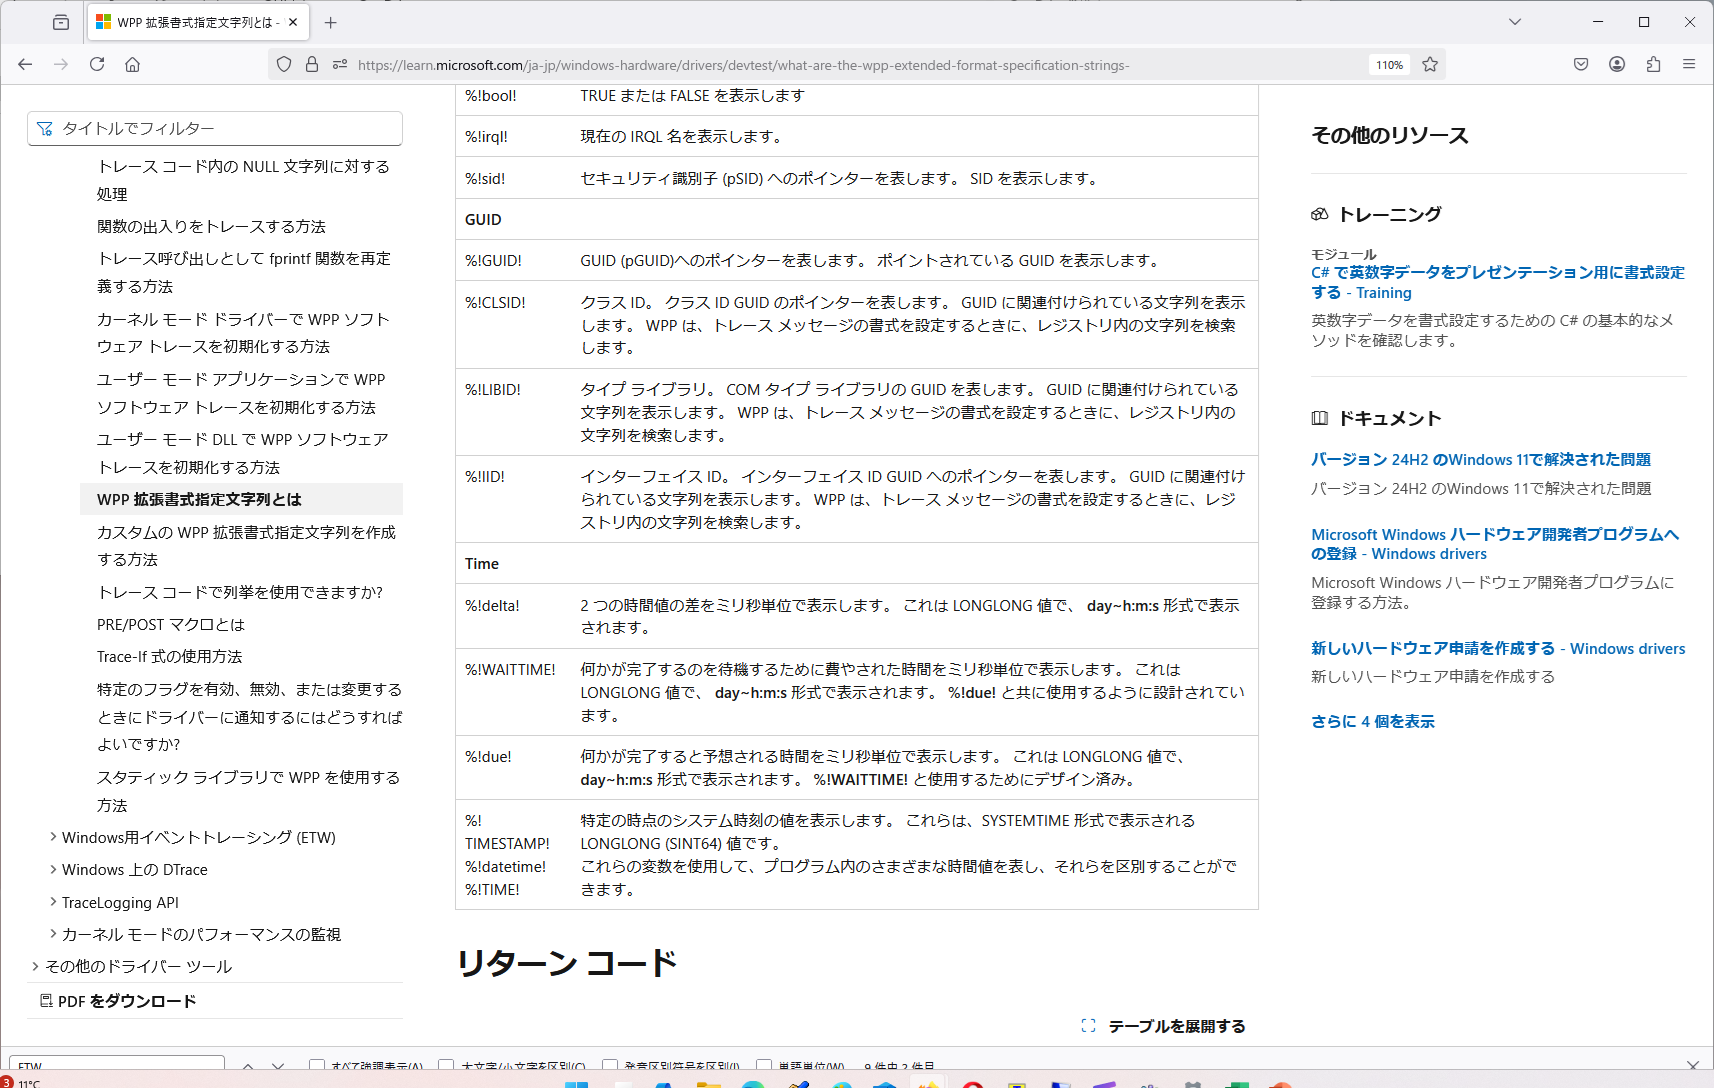 WPP 拡張書式指定文字列とは -
https://learn.microsoft.com/ja-jp/windows-hardware/drivers/devtest/what-are-the-wpp-extended-format-specification-strings-
110%
タイトルでフィルター
トレース コード内の NULL 文字列に対する
処理
関数の出入りをトレースする方法
トレース呼び出しとして fprintf 関数を再定
義する方法
カーネル モード ドライバーで WPP ソフト
ウェア トレースを初期化する方法
ユーザー モード アプリケーションで WPP
ソフトウェア トレースを初期化する方法
ユーザー モード DLL で WPP ソフトウェア
トレースを初期化する方法
WPP 拡張書式指定文字列とは
カスタムの WPP 拡張書式指定文字列を作成
する方法
トレース コードで列挙を使用できますか?
PRE/POST マクロとは
Trace-If 式の使用方法
特定のフラグを有効、無効、または変更する
ときにドライバーに通知するにはどうすれば
よいですか?
スタティック ライブラリで WPP を使用する
方法
Windows用イベントトレーシング (ETW)
Windows 上の DTrace
TraceLogging API
カーネル モードのパフォーマンスの監視
その他のドライバー ツール
PDF をダウンロード
%!bool! TRUE または FALSE を表示します
%!irql! 現在の IRQL 名を表示します。
%!sid! セキュリティ識別子 (pSID) へのポインターを表します。 SID を表示します。
GUID
%!GUID! GUID (pGUID)へのポインターを表します。 ポイントされている GUID を表示します。
%!CLSID! クラス ID。 クラス ID GUID のポインターを表します。 GUID に関連付けられている文字列を表示
します。 WPP は、トレース メッセージの書式を設定するときに、レジストリ内の文字列を検索
します。
%!LIBID! タイプ ライブラリ。 COM タイプ ライブラリの GUID を表します。 GUID に関連付けられている
文字列を表示します。 WPP は、トレース メッセージの書式を設定するときに、レジストリ内の
文字列を検索します。
%!IID! インターフェイス ID。 インターフェイス ID GUID へのポインターを表します。 GUID に関連付け
られている文字列を表示します。 WPP は、トレース メッセージの書式を設定するときに、レジ
ストリ内の文字列を検索します。
Time
%!delta! 2 つの時間値の差をミリ秒単位で表示します。 これは LONGLONG 値で、 day~h:m:s 形式で表示
されます。
%!WAITTIME! 何かが完了するのを待機するために費やされた時間をミリ秒単位で表示します。 これは
LONGLONG 値で、 day~h:m:s 形式で表示されます。 %!due! と共に使用するように設計されてい
ます。
%!due! 何かが完了すると予想される時間をミリ秒単位で表示します。 これは LONGLONG 値で、
day~h:m:s 形式で表示されます。 %!WAITTIME! と使用するためにデザイン済み。
%! 特定の時点のシステム時刻の値を表示します。 これらは、SYSTEMTIME 形式で表示される
TIMESTAMP! LONGLONG (SINT64) 値です。
%!datetime! これらの変数を使用して、プログラム内のさまざまな時間値を表し、それらを区別することがで
%!TIME! きます。
リターン コード
テーブルを展開する
その他のリソース
トレーニング
モジュール
C# で英数字データをプレゼンテーション用に書式設定
する - Training
英数字データを書式設定するための C# の基本的なメ
ソッドを確認します。
ドキュメント
バージョン 24H2 のWindows 11で解決された問題
バージョン 24H2 のWindows 11で解決された問題
Microsoft Windows ハードウェア開発者プログラムへ
の登録 - Windows drivers
Microsoft Windows ハードウェア開発者プログラムに
登録する方法。
新しいハードウェア申請を作成する - Windows drivers
新しいハードウェア申請を作成する
さらに 4 個を表示
ETW すべて強調表示(A) 大文字/小文字を区別(C) 発音区別符号を区別(I) 単語単位(W) 9 件中 2 件目
3 11°C